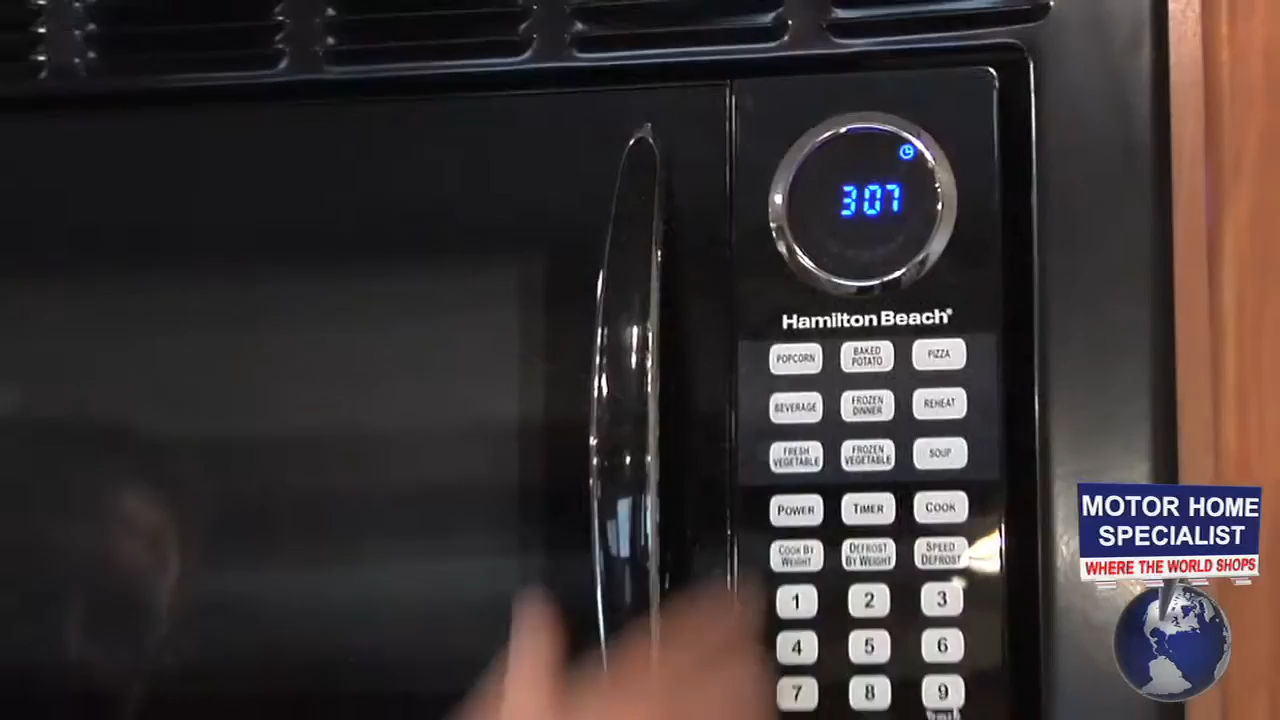 307
Hamilton Beach®
POPCORN
BAKED
POTATO
PIZZA
BEVERAGE
FROZEN
DINNER
REHEAT
FRESH
VEGETABLE
FROZEN
VEGETABLE
SOUP
POWER
TIMER
COOK
COOK BY
WEIGHT
DEFROST
BY WEIGHT
SPEED
DEFROST
1
2
3
4
5
6
7
8
9
MOTOR HOME
SPECIALIST
WHERE THE WORLD SHOPS